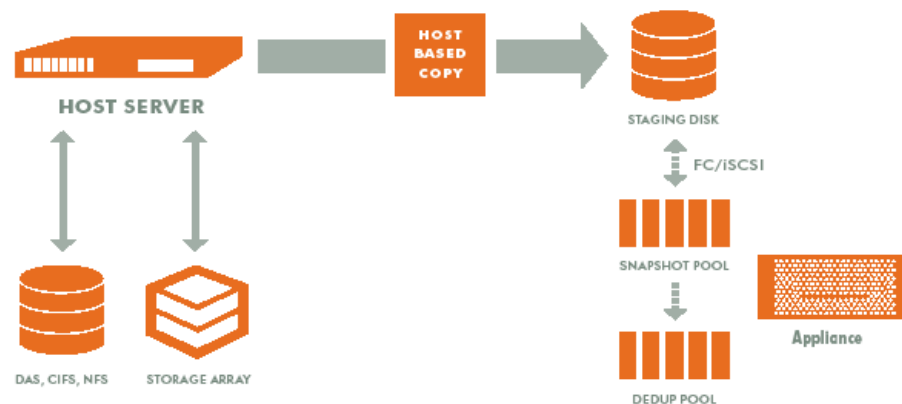 HOST
BASED
COPY
HOST SERVER
STAGING DISK
FC/iSCSI
SNAPSHOT POOL
Appliance
DAS, CIFS, NFS
STORAGE ARRAY
DEDUP POOL